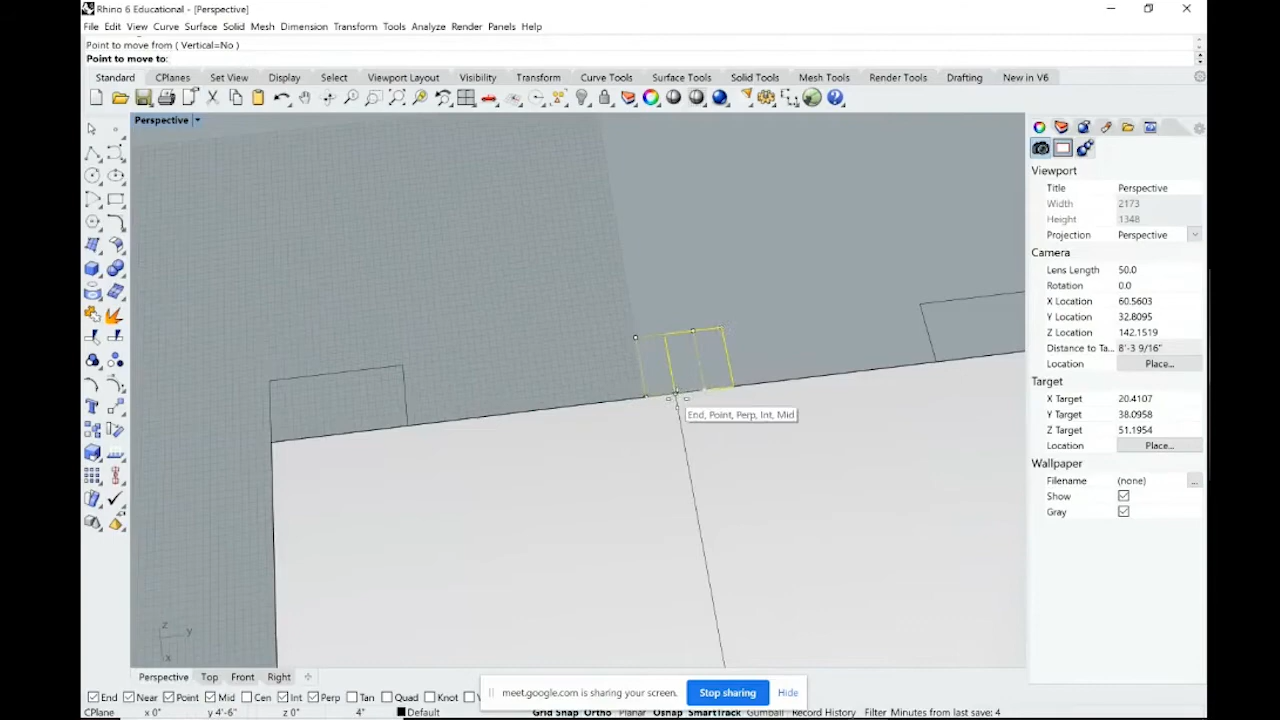 Rhino 6 Educational - [Perspective]
File Edit View Curve Surface Solid Mesh Dimension Transform Tools Analyze Render Panels Help
Point to move from ( Vertical=No )
Point to move to:
Standard CPlanes Set View Display Select Viewport Layout Visibility Transform Curve Tools Surface Tools Solid Tools Mesh Tools Render Tools Drafting New in V6
Perspective
End, Point, Perp, Int, Mid
z
y
x
Viewport
Title Perspective
Width 2173
Height 1348
Projection Perspective
Camera
Lens Length 50.0
Rotation 0.0
X Location 60.5603
Y Location 32.8095
Z Location 142.1519
Distance to Ta... 8'-3 9/16"
Location Place...
Target
X Target 20.4107
Y Target 38.0958
Z Target 51.1954
Location Place...
Wallpaper
Filename (none) ...
Show
Gray
Perspective Top Front Right
End Near Point Mid Cen Int Perp Tan Quad Knot
meet.google.com is sharing your screen. Stop sharing Hide
CPlane x 0" y 4'-6" z 0" 4" Default Grid Snap Ortho Planar Osnap SmartTrack Gumball Record History Filter Minutes from last save: 4